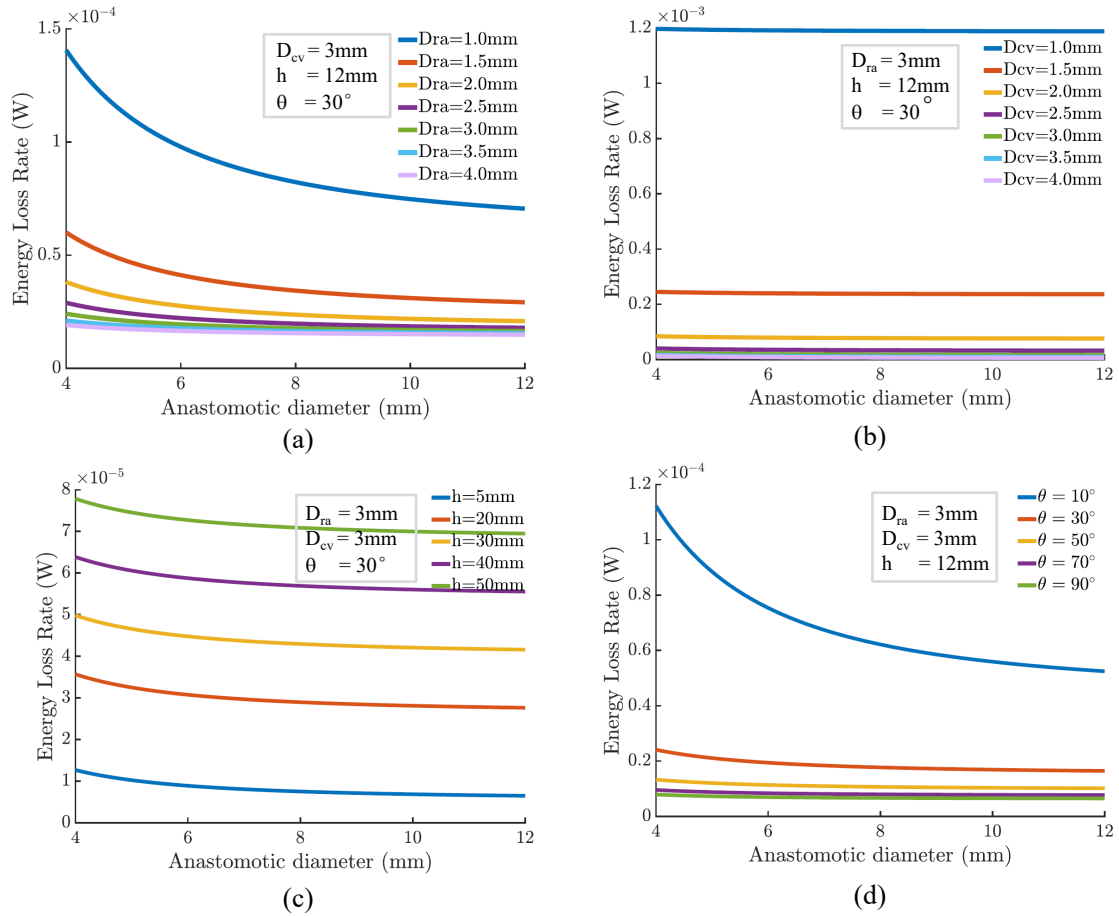 ×10⁻⁴
1.5
1
0.5
0
4
6
8
10
12
Energy Loss Rate (W)
Anastomotic diameter (mm)
D_cv = 3mm
h = 12mm
θ = 30°
Dra=1.0mm
Dra=1.5mm
Dra=2.0mm
Dra=2.5mm
Dra=3.0mm
Dra=3.5mm
Dra=4.0mm
(a)
×10⁻³
1.2
1
0.8
0.6
0.4
0.2
0
4
6
8
10
12
Energy Loss Rate (W)
Anastomotic diameter (mm)
D_ra = 3mm
h = 12mm
θ = 30°
Dcv=1.0mm
Dcv=1.5mm
Dcv=2.0mm
Dcv=2.5mm
Dcv=3.0mm
Dcv=3.5mm
Dcv=4.0mm
(b)
×10⁻⁵
8
7
6
5
4
3
2
1
0
4
6
8
10
12
Energy Loss Rate (W)
Anastomotic diameter (mm)
D_ra = 3mm
D_cv = 3mm
θ = 30°
h=5mm
h=20mm
h=30mm
h=40mm
h=50mm
(c)
×10⁻⁴
1.2
1
0.8
0.6
0.4
0.2
0
4
6
8
10
12
Energy Loss Rate (W)
Anastomotic diameter (mm)
D_ra = 3mm
D_cv = 3mm
h = 12mm
θ = 10°
θ = 30°
θ = 50°
θ = 70°
θ = 90°
(d)